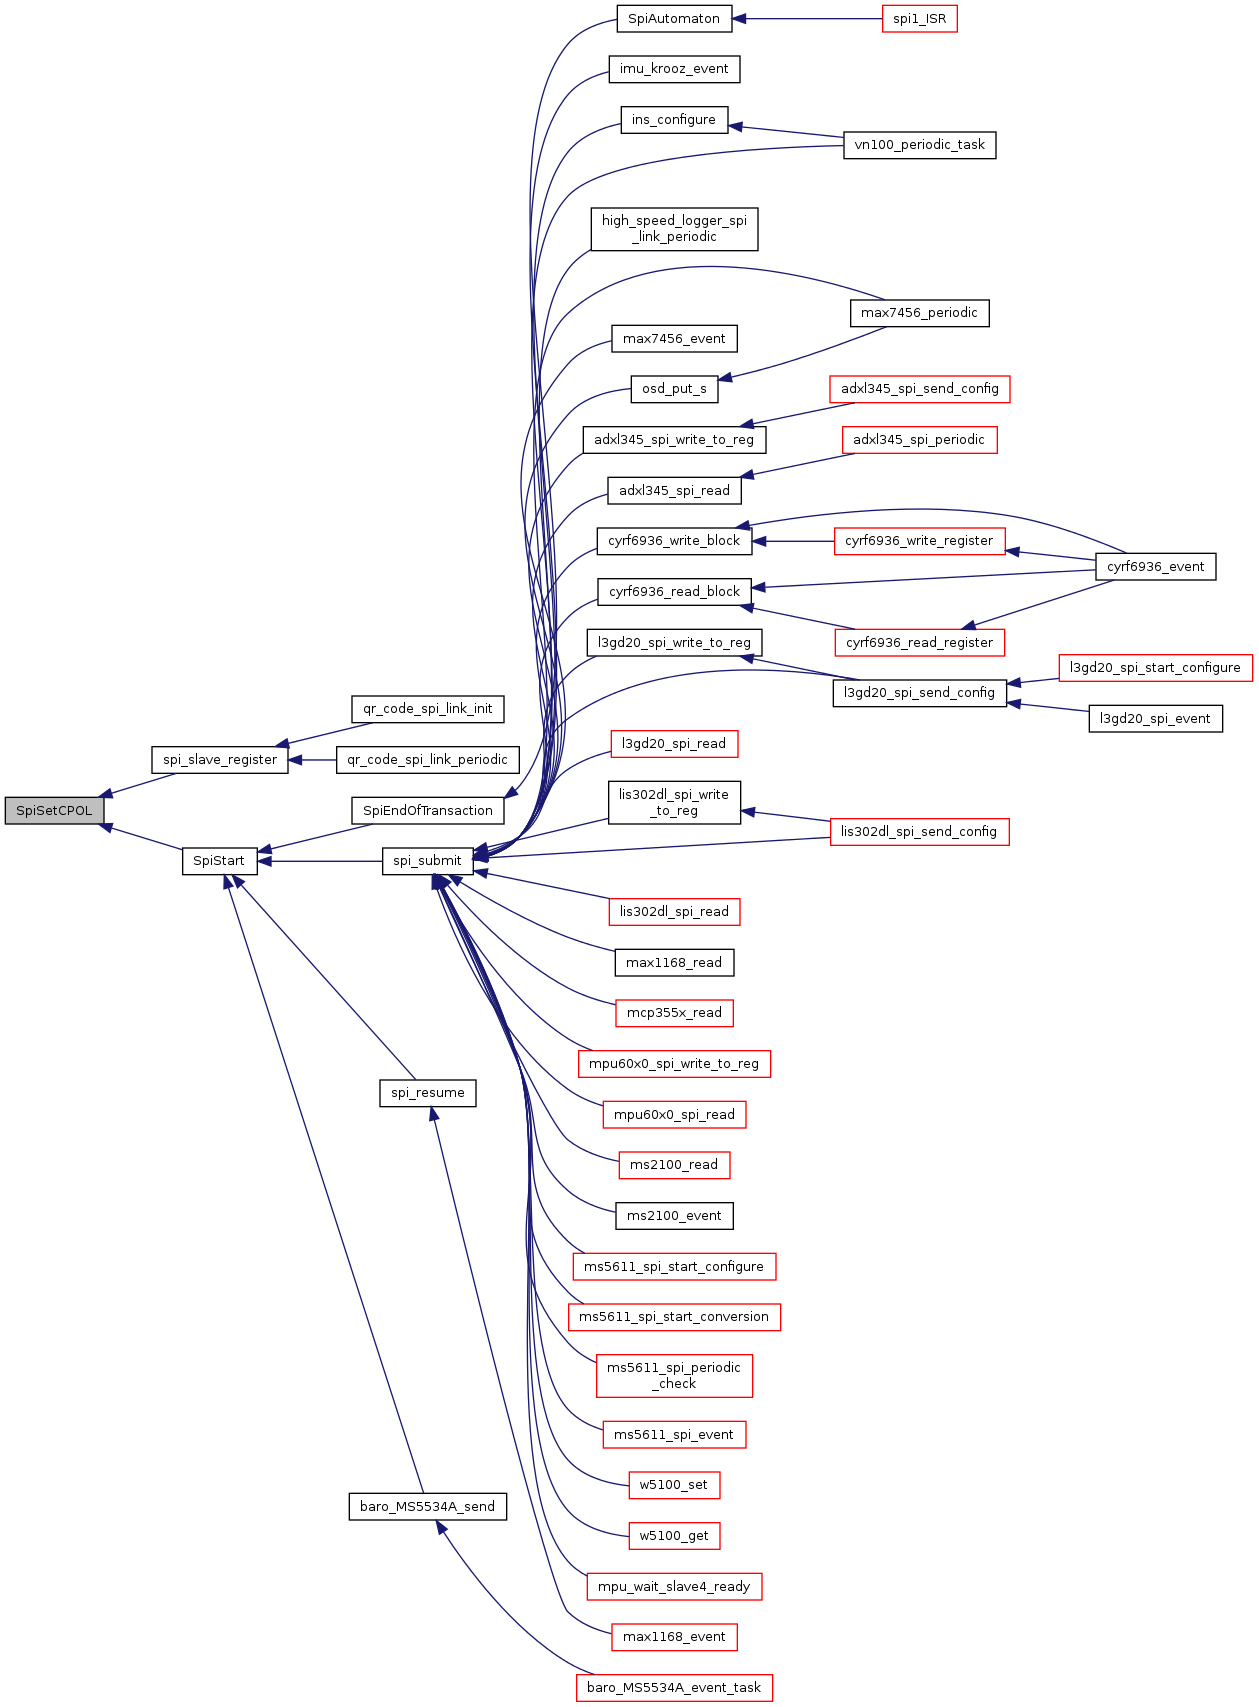 SpiAutomaton
spi1_ISR
imu_krooz_event
ins_configure
vn100_periodic_task
high_speed_logger_spi
_link_periodic
max7456_periodic
max7456_event
osd_put_s
adxl345_spi_send_config
adxl345_spi_write_to_reg
adxl345_spi_periodic
adxl345_spi_read
cyrf6936_write_block
cyrf6936_write_register
cyrf6936_event
cyrf6936_read_block
cyrf6936_read_register
l3gd20_spi_write_to_reg
l3gd20_spi_start_configure
l3gd20_spi_send_config
l3gd20_spi_event
qr_code_spi_link_init
l3gd20_spi_read
spi_slave_register
qr_code_spi_link_periodic
SpiSetCPOL
SpiEndOfTransaction
lis302dl_spi_write
_to_reg
lis302dl_spi_send_config
SpiStart
spi_submit
lis302dl_spi_read
max1168_read
mcp355x_read
mpu60x0_spi_write_to_reg
spi_resume
mpu60x0_spi_read
ms2100_read
ms2100_event
ms5611_spi_start_configure
ms5611_spi_start_conversion
ms5611_spi_periodic
_check
ms5611_spi_event
w5100_set
baro_MS5534A_send
w5100_get
mpu_wait_slave4_ready
max1168_event
baro_MS5534A_event_task